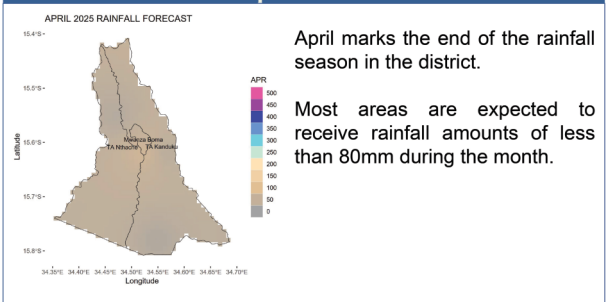 APRIL 2025 RAINFALL FORECAST
15.4°S
15.5°S
15.6°S
15.7°S
15.8°S
Latitude
Mwanza Boma
TA Nthache
TA Kanduku
34.35°E 34.40°E 34.45°E 34.50°E 34.55°E 34.60°E 34.65°E 34.70°E
Longitude
APR
500
450
400
350
300
250
200
150
100
50
0
April marks the end of the rainfall
season in the district.
Most areas are expected to
receive rainfall amounts of less
than 80mm during the month.